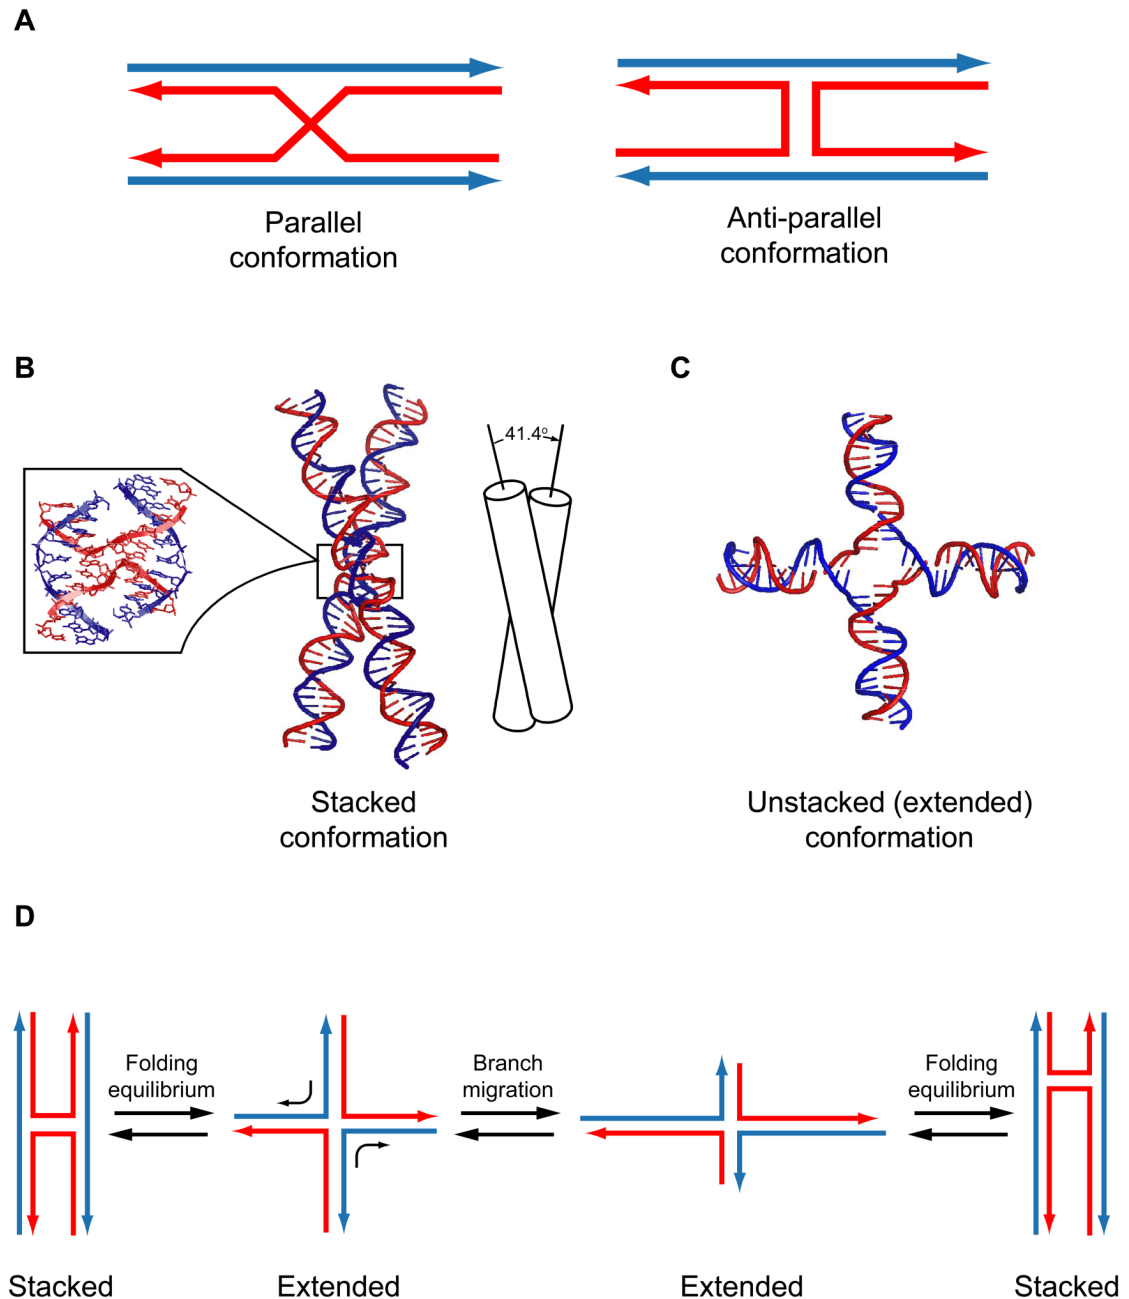 A
Parallel
conformation
Anti-parallel
conformation
B
41.4°
Stacked
conformation
C
Unstacked (extended)
conformation
D
Folding
equilibrium
Branch
migration
Folding
equilibrium
Stacked
Extended
Extended
Stacked